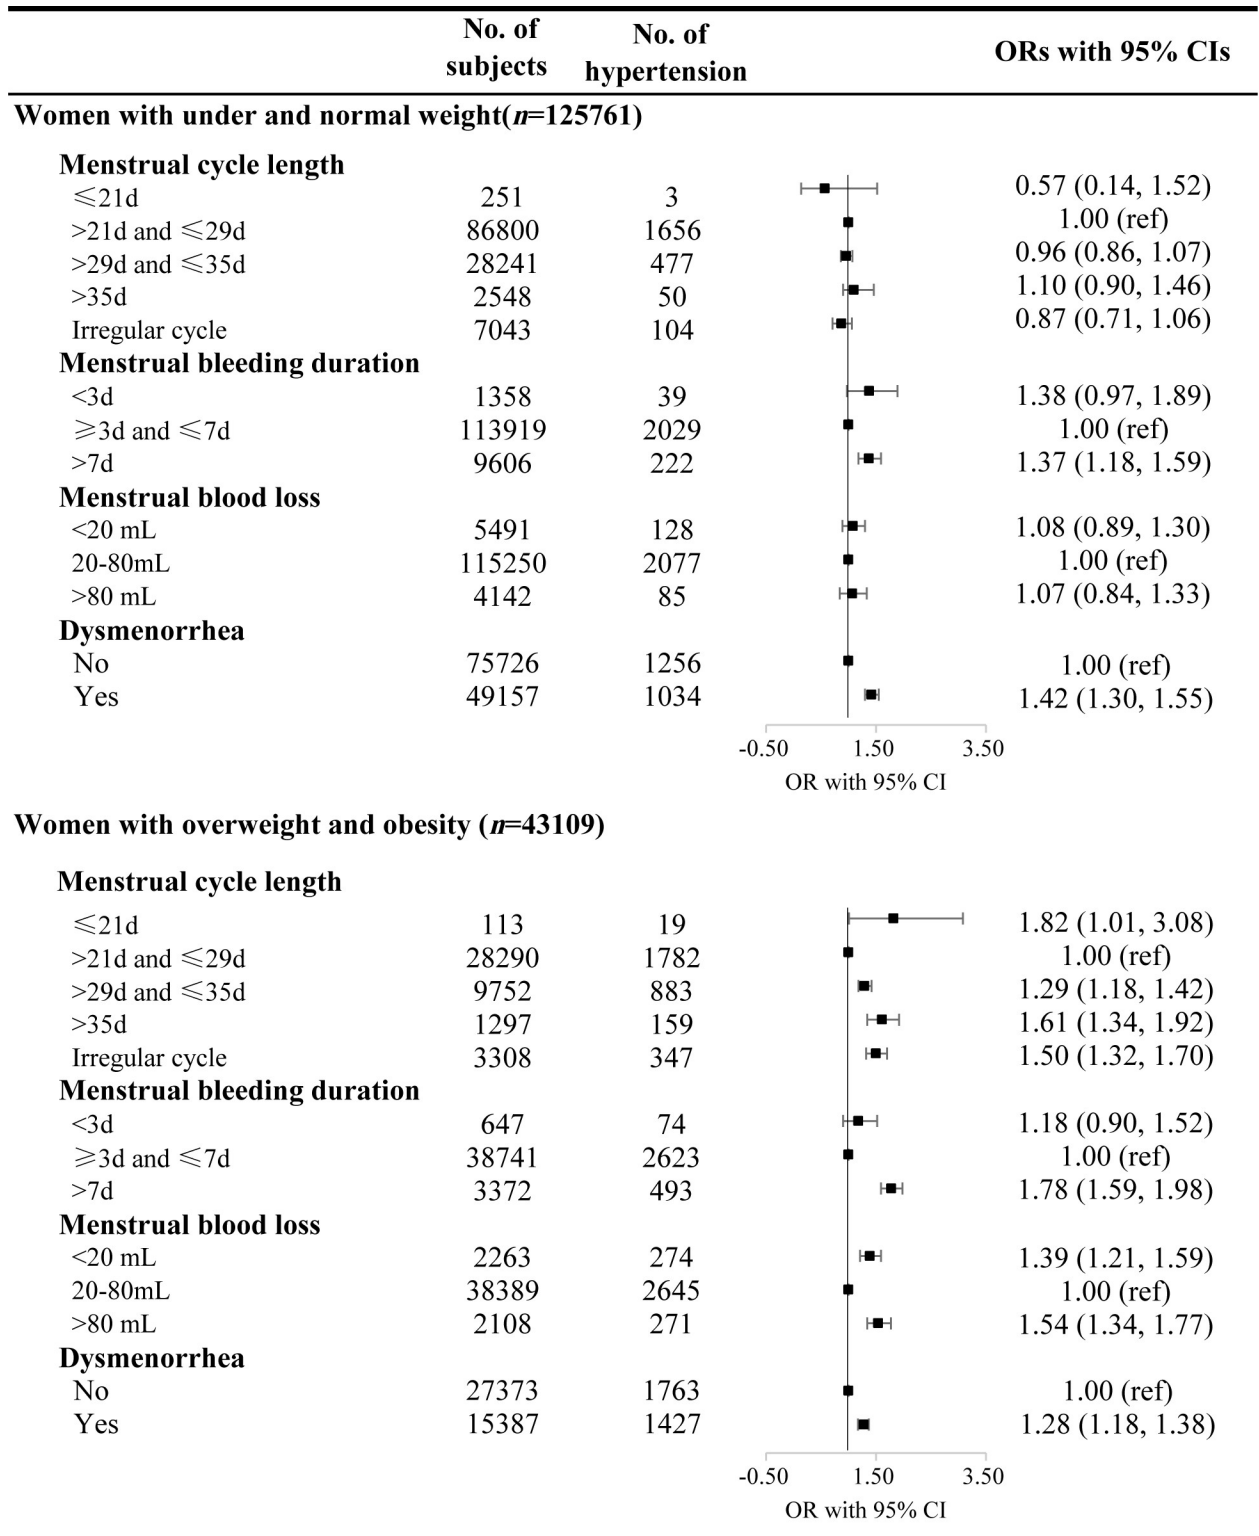 No. of subjects No. of hypertension ORs with 95% CIs
Women with under and normal weight(n=125761)
Menstrual cycle length
≤21d 251 3 0.57 (0.14, 1.52)
>21d and ≤29d 86800 1656 1.00 (ref)
>29d and ≤35d 28241 477 0.96 (0.86, 1.07)
>35d 2548 50 1.10 (0.90, 1.46)
Irregular cycle 7043 104 0.87 (0.71, 1.06)
Menstrual bleeding duration
<3d 1358 39 1.38 (0.97, 1.89)
≥3d and ≤7d 113919 2029 1.00 (ref)
>7d 9606 222 1.37 (1.18, 1.59)
Menstrual blood loss
<20 mL 5491 128 1.08 (0.89, 1.30)
20-80mL 115250 2077 1.00 (ref)
>80 mL 4142 85 1.07 (0.84, 1.33)
Dysmenorrhea
No 75726 1256 1.00 (ref)
Yes 49157 1034 1.42 (1.30, 1.55)
-0.50 1.50 3.50
OR with 95% CI
Women with overweight and obesity (n=43109)
Menstrual cycle length
≤21d 113 19 1.82 (1.01, 3.08)
>21d and ≤29d 28290 1782 1.00 (ref)
>29d and ≤35d 9752 883 1.29 (1.18, 1.42)
>35d 1297 159 1.61 (1.34, 1.92)
Irregular cycle 3308 347 1.50 (1.32, 1.70)
Menstrual bleeding duration
<3d 647 74 1.18 (0.90, 1.52)
≥3d and ≤7d 38741 2623 1.00 (ref)
>7d 3372 493 1.78 (1.59, 1.98)
Menstrual blood loss
<20 mL 2263 274 1.39 (1.21, 1.59)
20-80mL 38389 2645 1.00 (ref)
>80 mL 2108 271 1.54 (1.34, 1.77)
Dysmenorrhea
No 27373 1763 1.00 (ref)
Yes 15387 1427 1.28 (1.18, 1.38)
-0.50 1.50 3.50
OR with 95% CI